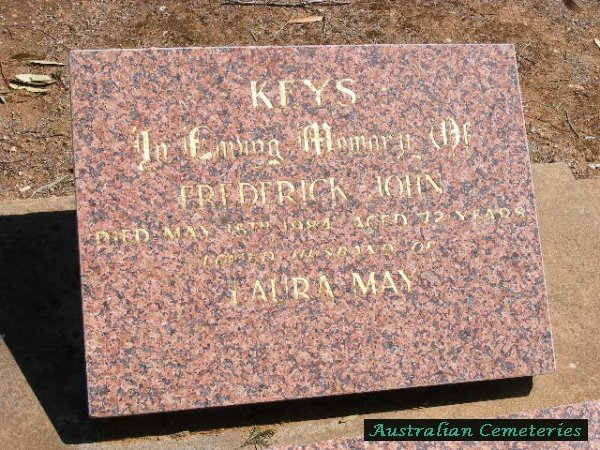 KEYS
In Loving Memory Of
FREDERICK JOHN
DIED MAY 18TH 1984 AGED 72 YEARS
LOVED HUSBAND OF
LAURA MAY
Australian Cemeteries